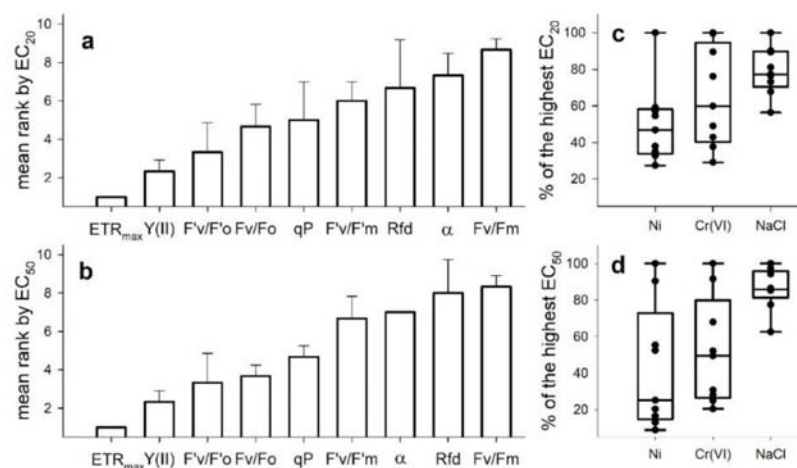 a
mean rank by EC20
10
8
6
4
2
ETRmax Y(II) F'v/F'o Fv/Fo qP F'v/F'm Rfd α Fv/Fm
b
mean rank by EC50
10
8
6
4
2
ETRmax Y(II) F'v/F'o Fv/Fo qP F'v/F'm α Rfd Fv/Fm
c
% of the highest EC20
100
80
60
40
20
Ni Cr(VI) NaCl
d
% of the highest EC50
100
80
60
40
20
Ni Cr(VI) NaCl